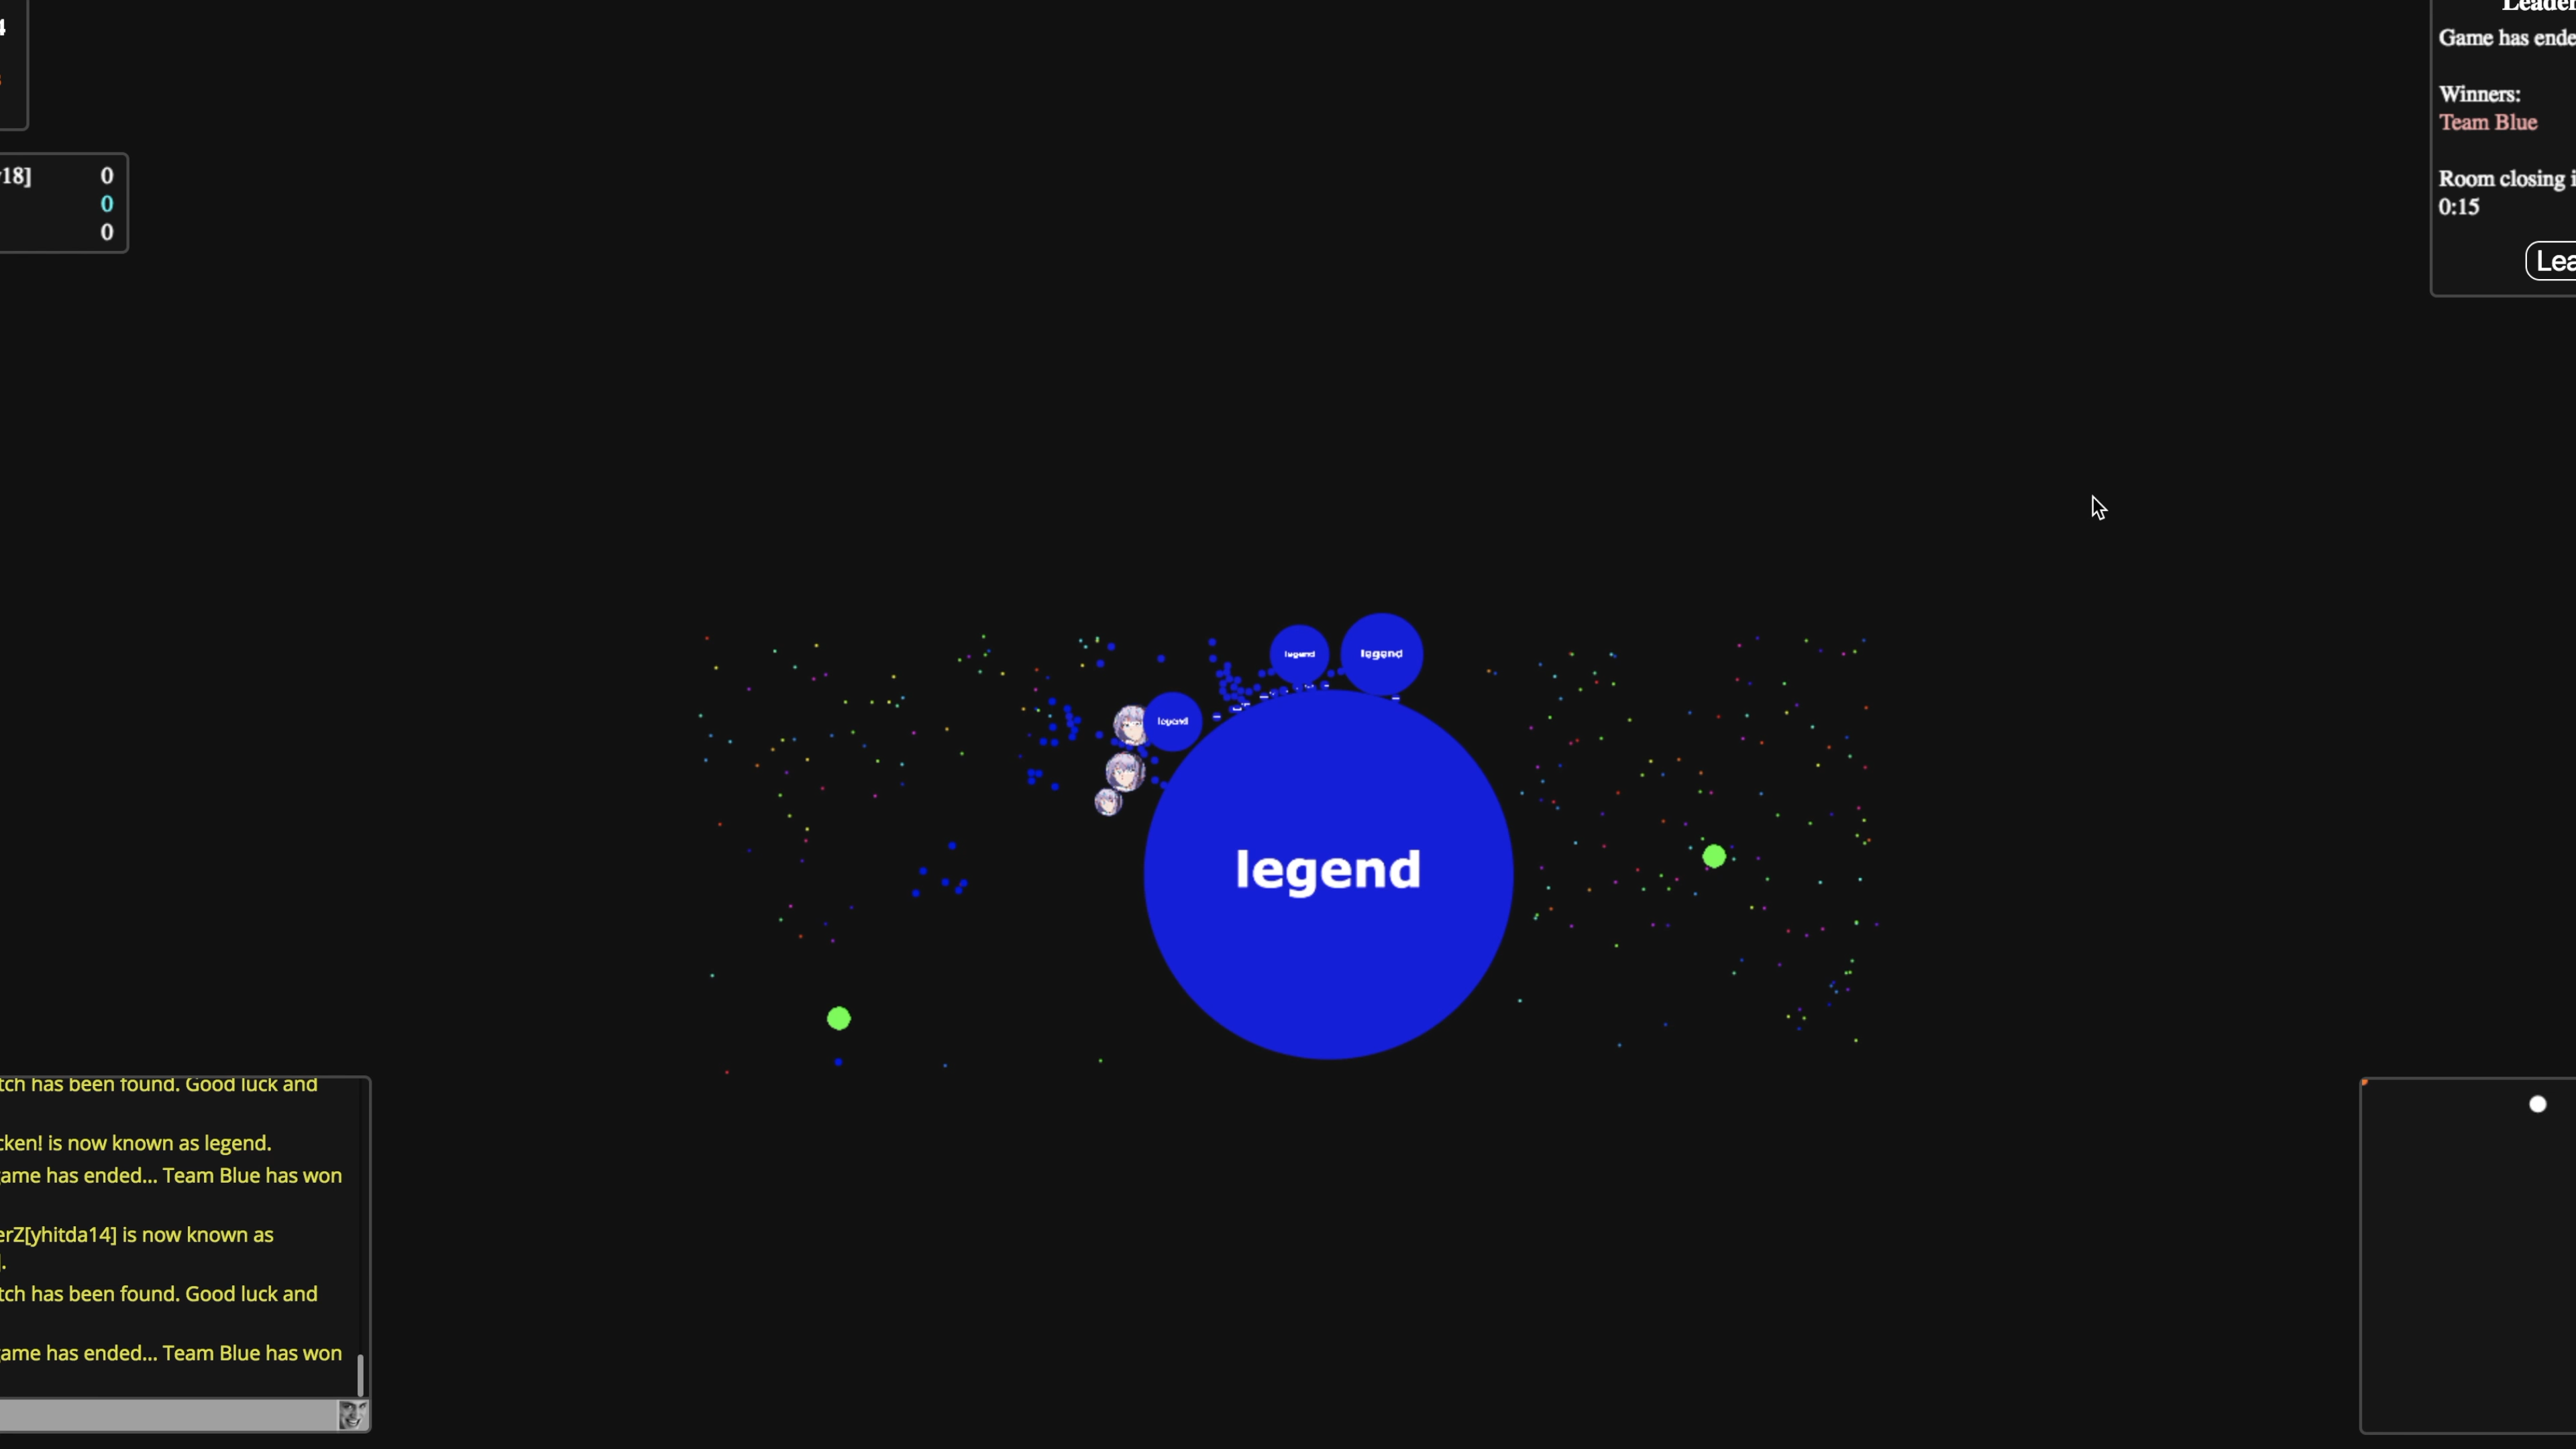 4
Leader
Game has ende
Winners:
Team Blue
Room closing i
0:15
Lea
18] 0
0
0
legend
legend
legend
legend
tch has been found. Good luck and
cken! is now known as legend.
ame has ended... Team Blue has won
erZ[yhitda14] is now known as
].
tch has been found. Good luck and
ame has ended... Team Blue has won